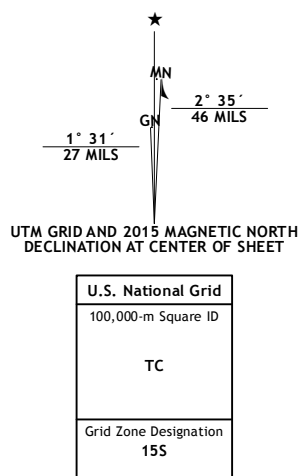 ★
MN
GN
2° 35´
46 MILS
1° 31´
27 MILS
UTM GRID AND 2015 MAGNETIC NORTH
DECLINATION AT CENTER OF SHEET
U.S. National Grid
100,000-m Square ID
TC
Grid Zone Designation
15S